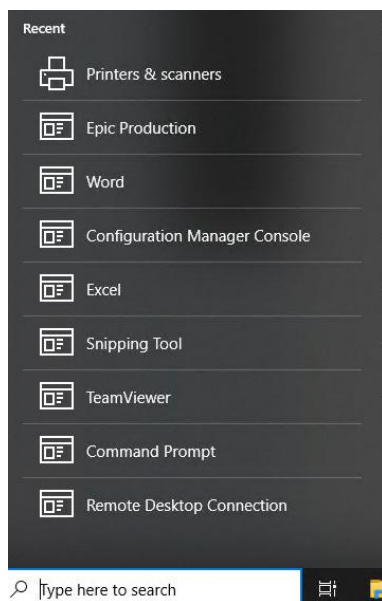 Recent
Printers & scanners
Epic Production
Word
Configuration Manager Console
Excel
Snipping Tool
TeamViewer
Command Prompt
Remote Desktop Connection
Type here to search